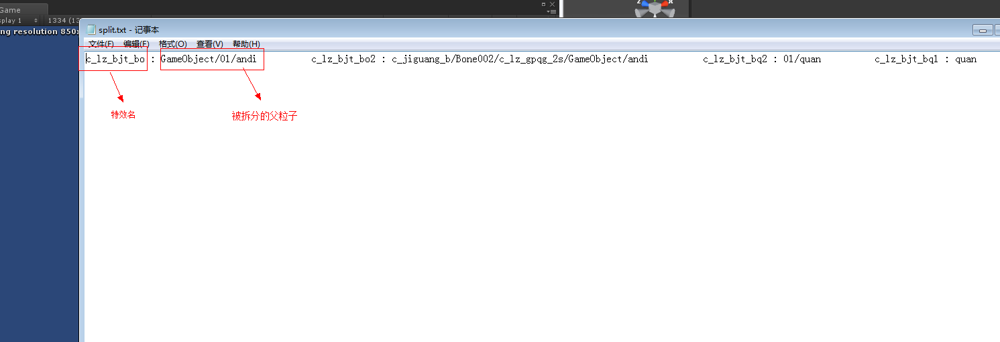 Game
splay 1 1334 (13
ng resolution 850x
Z x
split.txt - 记事本
文件(F) 编辑(E) 格式(O) 查看(V) 帮助(H)
c_lz_bjt_bo : GameObject/01/andi c_lz_bjt_bo2 : c_jiguang_b/Bone002/c_lz_gpqg_2s/GameObject/andi c_lz_bjt_bq2 : 01/quan c_lz_bjt_bq1 : quan
特效名 被拆分的父粒子